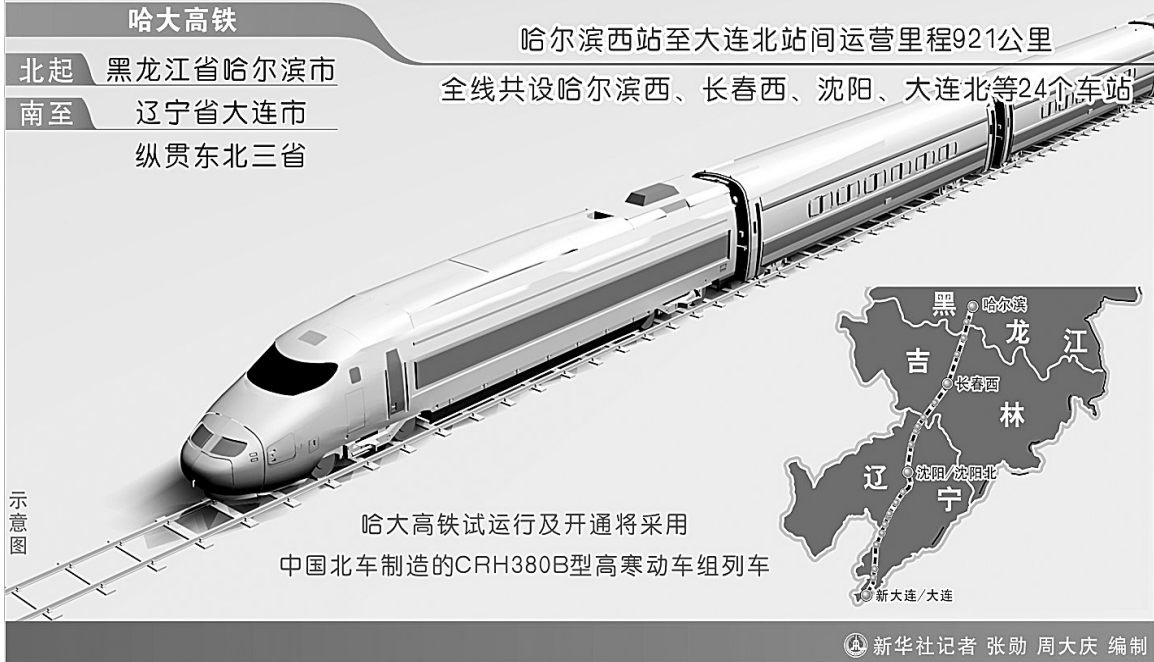 哈大高铁
北起 黑龙江省哈尔滨市
南至 辽宁省大连市
纵贯东北三省
哈尔滨西站至大连北站间运营里程921公里
全线共设哈尔滨西、长春西、沈阳、大连北等24个车站
黑龙江
吉林
辽宁
哈尔滨
长春西
沈阳/沈阳北
新大连/大连
示意图
哈大高铁试运行及开通将采用
中国北车制造的CRH380B型高寒动车组列车
新华社记者 张勋 周大庆 编制